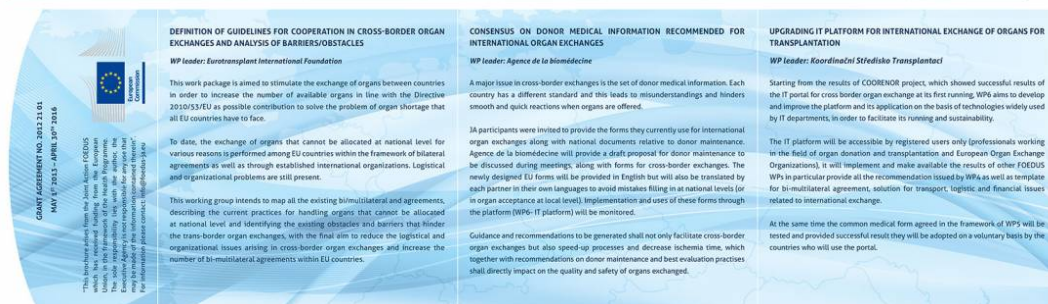 GRANT AGREEMENT NO. 2012 21 01
MAY 1ST 2013 – APRIL 30TH 2016
European
Commission
"This brochure arises from the Joint Action FOEDUS
which has received funding from the European
Union, in the framework of the Health Programme.
The sole responsibility lies with the author, the
Executive Agency is not responsible for any use that
may be made of the information contained therein".
For information please contact: info@foedus-ja.eu
DEFINITION OF GUIDELINES FOR COOPERATION IN CROSS-BORDER ORGAN
EXCHANGES AND ANALYSIS OF BARRIERS/OBSTACLES
WP leader: Eurotransplant International Foundation
This work package is aimed to stimulate the exchange of organs between countries
in order to increase the number of available organs in line with the Directive
2010/53/EU as possible contribution to solve the problem of organ shortage that
all EU countries have to face.
To date, the exchange of organs that cannot be allocated at national level for
various reasons is performed among EU countries within the framework of bilateral
agreements as well as through established international organizations. Logistical
and organizational problems are still present.
This working group intends to map all the existing bi/multilateral and agreements,
describing the current practices for handling organs that cannot be allocated
at national level and identifying the existing obstacles and barriers that hinder
the trans-border organ exchanges, with the final aim to reduce the logistical and
organizational issues arising in cross-border organ exchanges and increase the
number of bi-multilateral agreements within EU countries.
CONSENSUS ON DONOR MEDICAL INFORMATION RECOMMENDED FOR
INTERNATIONAL ORGAN EXCHANGES
WP leader: Agence de la biomédecine
A major issue in cross-border exchanges is the set of donor medical information. Each
country has a different standard and this leads to misunderstandings and hinders
smooth and quick reactions when organs are offered.
JA participants were invited to provide the forms they currently use for international
organ exchanges along with national documents relative to donor maintenance.
Agence de la biomédecine will provide a draft proposal for donor maintenance to
be discussed during meetings, along with forms for cross-border exchanges. The
newly designed EU forms will be provided in English but will also be translated by
each partner in their own languages to avoid mistakes filling in at national levels (or
in organ acceptance at local level). Implementation and uses of these forms through
the platform (WP6- IT platform) will be monitored.
Guidance and recommendations to be generated shall not only facilitate cross-border
organ exchanges but also speed-up processes and decrease ischemia time, which
together with recommendations on donor maintenance and best evaluation practises
shall directly impact on the quality and safety of organs exchanged.
UPGRADING IT PLATFORM FOR INTERNATIONAL EXCHANGE OF ORGANS FOR
TRANSPLANTATION
WP leader: Koordinační Středisko Transplantací
Starting from the results of COORENOR project, which showed successful results of
the IT portal for cross border organ exchange at its first running, WP6 aims to develop
and improve the platform and its application on the basis of technologies widely used
by IT departments, in order to facilitate its running and sustainability.
The IT platform will be accessible by registered users only (professionals working
in the field of organ donation and transplantation and European Organ Exchange
Organizations), it will implement and make available the results of other FOEDUS
WPs in particular provide all the recommendation issued by WP4 as well as template
for bi-multilateral agreement, solution for transport, logistic and financial issues
related to international exchange.
At the same time the common medical form agreed in the framework of WP5 will be
tested and provided successful result they will be adopted on a voluntary basis by the
countries who will use the portal.